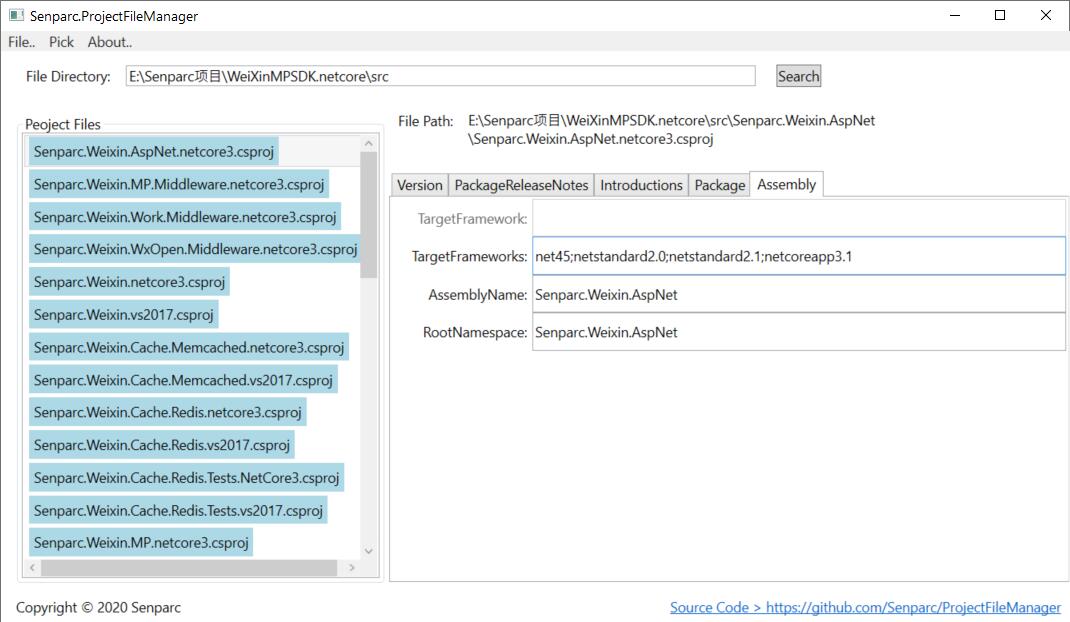 Senparc.ProjectFileManager
File.. Pick About..
File Directory: E:\Senparc项目\WeiXinMPSDK.netcore\src Search
Peoject Files
Senparc.Weixin.AspNet.netcore3.csproj
Senparc.Weixin.MP.Middleware.netcore3.csproj
Senparc.Weixin.Work.Middleware.netcore3.csproj
Senparc.Weixin.WxOpen.Middleware.netcore3.csproj
Senparc.Weixin.netcore3.csproj
Senparc.Weixin.vs2017.csproj
Senparc.Weixin.Cache.Memcached.netcore3.csproj
Senparc.Weixin.Cache.Memcached.vs2017.csproj
Senparc.Weixin.Cache.Redis.netcore3.csproj
Senparc.Weixin.Cache.Redis.vs2017.csproj
Senparc.Weixin.Cache.Redis.Tests.NetCore3.csproj
Senparc.Weixin.Cache.Redis.Tests.vs2017.csproj
Senparc.Weixin.MP.netcore3.csproj
File Path: E:\Senparc项目\WeiXinMPSDK.netcore\src\Senparc.Weixin.AspNet
\Senparc.Weixin.AspNet.netcore3.csproj
Version PackageReleaseNotes Introductions Package Assembly
TargetFramework:
TargetFrameworks: net45;netstandard2.0;netstandard2.1;netcoreapp3.1
AssemblyName: Senparc.Weixin.AspNet
RootNamespace: Senparc.Weixin.AspNet
Copyright © 2020 Senparc
Source Code > https://github.com/Senparc/ProjectFileManager